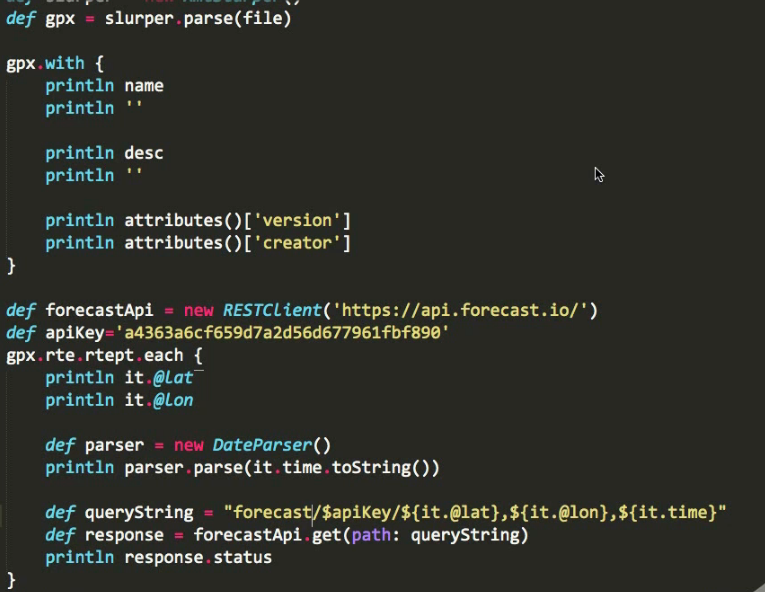 def gpx = slurper.parse(file)
gpx.with {
    println name
    println ''
    println desc
    println ''
    println attributes()['version']
    println attributes()['creator']
}
def forecastApi = new RESTClient('https://api.forecast.io/')
def apiKey='a4363a6cf659d7a2d56d677961fbf890'
gpx.rte.rtept.each {
    println it.@lat
    println it.@lon
    def parser = new DateParser()
    println parser.parse(it.time.toString())
    def queryString = "forecast/$apiKey/${it.@lat},${it.@lon},${it.time}"
    def response = forecastApi.get(path: queryString)
    println response.status
}